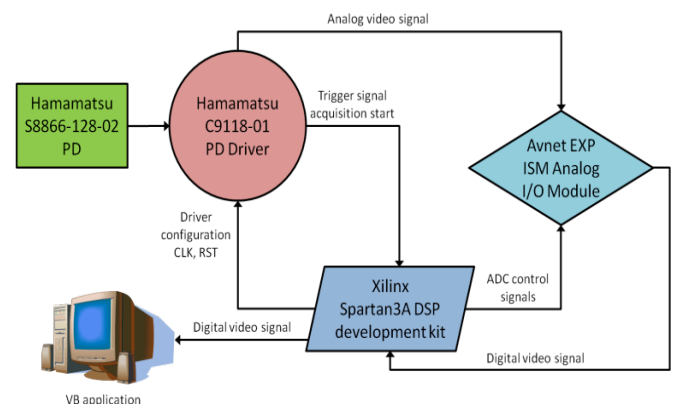 Analog video signal
Hamamatsu
S8866-128-02
PD
Hamamatsu
C9118-01
PD Driver
Trigger signal
acquisition start
Avnet EXP
ISM Analog
I/O Module
Driver
configuration
CLK, RST
Xilinx
Spartan3A DSP
development kit
ADC control
signals
Digital video signal
Digital video signal
VB application